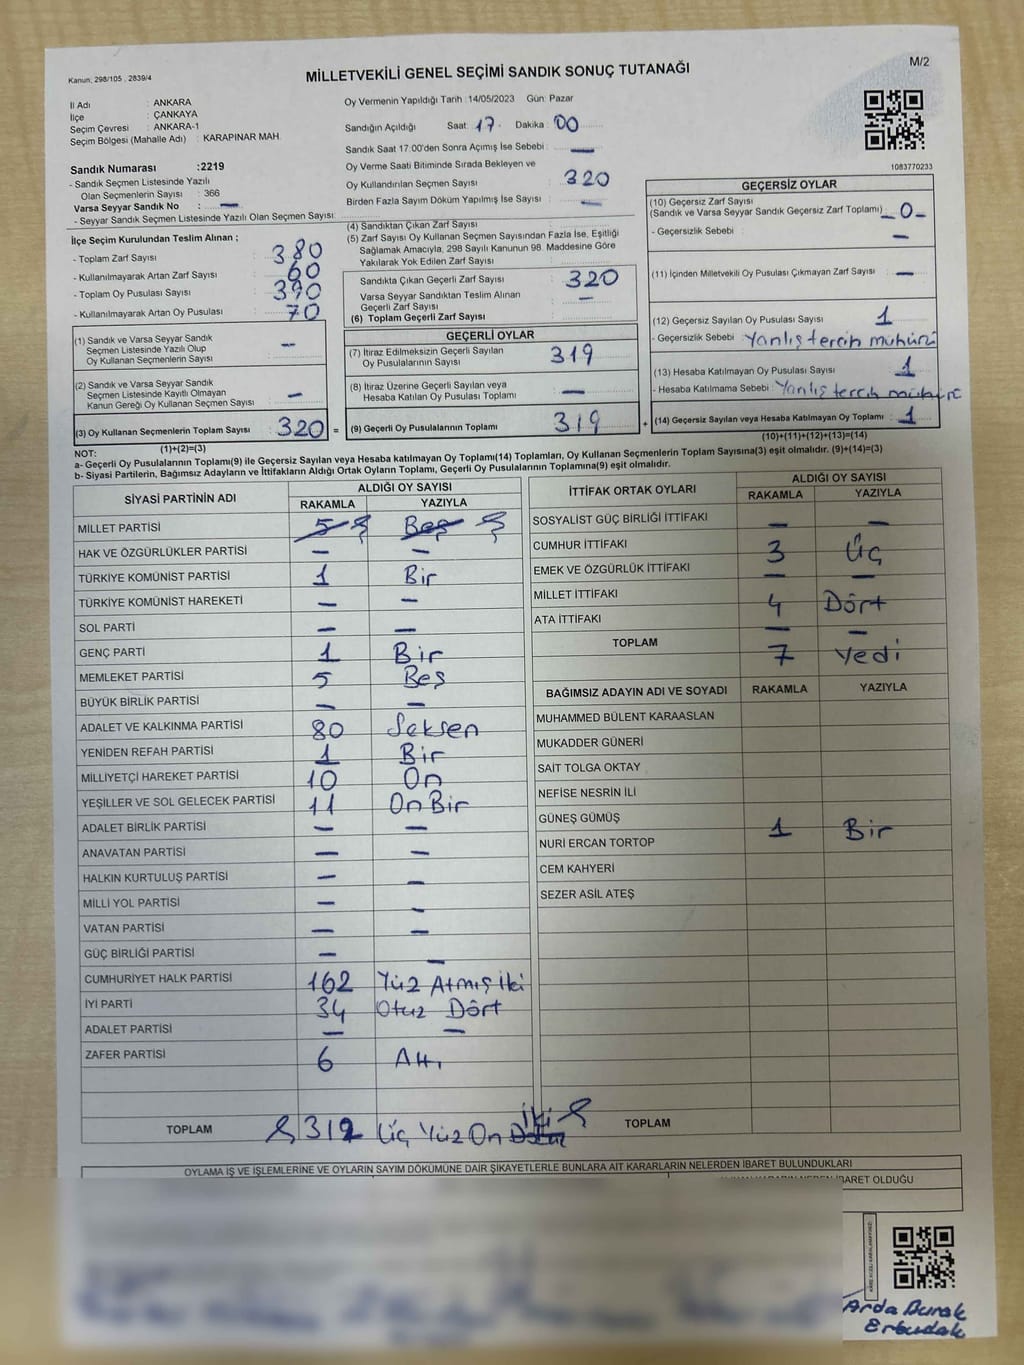 Kanun, 298/105 , 2839/4
MİLLETVEKİLİ GENEL SEÇİMİ SANDIK SONUÇ TUTANAĞI
M/2
İl Adı : ANKARA
İlçe : ÇANKAYA
Seçim Çevresi : ANKARA-1
Seçim Bölgesi (Mahalle Adı) : KARAPINAR MAH.
Sandık Numarası :2219
- Sandık Seçmen Listesinde Yazılı
Olan Seçmenlerin Sayısı : 366
Varsa Seyyar Sandık No : —
- Seyyar Sandık Seçmen Listesinde Yazılı Olan Seçmen Sayısı:
Oy Vermenin Yapıldığı Tarih :14/05/2023 Gün: Pazar
Sandığın Açıldığı Saat: 17 Dakika: 00
Sandık Saat 17:00'den Sonra Açımış İse Sebebi : —
Oy Verme Saati Bitiminde Sırada Bekleyen ve
Oy Kullandırılan Seçmen Sayısı : 320
Birden Fazla Sayım Döküm Yapılmış İse Sayısı : —
1083770233
İlçe Seçim Kurulundan Teslim Alınan ;
- Toplam Zarf Sayısı : 380
- Kullanılmayarak Artan Zarf Sayısı : 60
- Toplam Oy Pusulası Sayısı : 390
- Kullanılmayarak Artan Oy Pusulası : 70
(4) Sandıktan Çıkan Zarf Sayısı :
(5) Zarf Sayısı Oy Kullanan Seçmen Sayısından Fazla İse, Eşitliği
Sağlamak Amacıyla, 298 Sayılı Kanunun 98. Maddesine Göre
Yakılarak Yok Edilen Zarf Sayısı :
Sandıkta Çıkan Geçerli Zarf Sayısı : 320
Varsa Seyyar Sandıktan Teslim Alınan
Geçerli Zarf Sayısı : —
(6) Toplam Geçerli Zarf Sayısı :
GEÇERSİZ OYLAR
(10) Geçersiz Zarf Sayısı
(Sandık ve Varsa Seyyar Sandık Geçersiz Zarf Toplamı) : -0-
- Geçersizlik Sebebi : —
(11) İçinden Milletvekili Oy Pusulası Çıkmayan Zarf Sayısı : —
(12) Geçersiz Sayılan Oy Pusulası Sayısı : 1
- Geçersizlik Sebebi : Yanlış tercih mühürü
(13) Hesaba Katılmayan Oy Pusulası Sayısı : 1
- Hesaba Katılmama Sebebi : Yanlış tercih mühürü
(14) Geçersiz Sayılan veya Hesaba Katılmayan Oy Toplamı : 1
(10)+(11)+(12)+(13)=(14)
(1) Sandık ve Varsa Seyyar Sandık
Seçmen Listesinde Yazılı Olup
Oy Kullanan Seçmenlerin Sayısı : —
(2) Sandık ve Varsa Seyyar Sandık
Seçmen Listesinde Kayıtlı Olmayan
Kanun Gereği Oy Kullanan Seçmen Sayısı : —
(3) Oy Kullanan Seçmenlerin Toplam Sayısı : 320 =
(1)+(2)=(3)
GEÇERLİ OYLAR
(7) İtiraz Edilmeksizin Geçerli Sayılan
Oy Pusulalarının Sayısı : 319
(8) İtiraz Üzerine Geçerli Sayılan veya
Hesaba Katılan Oy Pusulaları Toplamı : —
(9) Geçerli Oy Pusulalarının Toplamı : 319 +
NOT:
a- Geçerli Oy Pusulalarının Toplamı(9) ile Geçersiz Sayılan veya Hesaba katılmayan Oy Toplamı(14) Toplamları, Oy Kullanan Seçmenlerin Toplam Sayısına(3) eşit olmalıdır. (9)+(14)=(3)
b- Siyasi Partilerin, Bağımsız Adayların ve İttifakların Aldığı Ortak Oyların Toplamı, Geçerli Oy Pusulalarının Toplamına(9) eşit olmalıdır.
SİYASİ PARTİNİN ADI ALDIĞI OY SAYISI
RAKAMLA YAZIYLA
MİLLET PARTİSİ 5 Beş
HAK VE ÖZGÜRLÜKLER PARTİSİ — —
TÜRKİYE KOMÜNİST PARTİSİ 1 Bir
TÜRKİYE KOMÜNİST HAREKETİ — —
SOL PARTİ — —
GENÇ PARTİ 1 Bir
MEMLEKET PARTİSİ 5 Beş
BÜYÜK BİRLİK PARTİSİ — —
ADALET VE KALKINMA PARTİSİ 80 Seksen
YENİDEN REFAH PARTİSİ 1 Bir
MİLLİYETÇİ HAREKET PARTİSİ 10 On
YEŞİLLER VE SOL GELECEK PARTİSİ 11 On Bir
ADALET BİRLİK PARTİSİ — —
ANAVATAN PARTİSİ — —
HALKIN KURTULUŞ PARTİSİ — —
MİLLİ YOL PARTİSİ — —
VATAN PARTİSİ — —
GÜÇ BİRLİĞİ PARTİSİ — —
CUMHURİYET HALK PARTİSİ 162 Yüz Atmış İki
İYİ PARTİ 34 Otuz Dört
ADALET PARTİSİ — —
ZAFER PARTİSİ 6 Altı
TOPLAM 312 Üç Yüz On İki
İTTİFAK ORTAK OYLARI ALDIĞI OY SAYISI
RAKAMLA YAZIYLA
SOSYALİST GÜÇ BİRLİĞİ İTTİFAKI — —
CUMHUR İTTİFAKI 3 Üç
EMEK VE ÖZGÜRLÜK İTTİFAKI — —
MİLLET İTTİFAKI 4 Dört
ATA İTTİFAKI — —
TOPLAM 7 Yedi
BAĞIMSIZ ADAYIN ADI VE SOYADI RAKAMLA YAZIYLA
MUHAMMED BÜLENT KARAASLAN
MUKADDER GÜNERİ
SAİT TOLGA OKTAY
NEFİSE NESRİN İLİ
GÜNEŞ GÜMÜŞ
NURİ ERCAN TORTOP 1 Bir
CEM KAHYERİ
SEZER ASİL ATEŞ
TOPLAM
OYLAMA İŞ VE İŞLEMLERİNE VE OYLARIN SAYIM DÖKÜMÜNE DAİR ŞİKAYETLERLE BUNLARA AİT KARARLARIN NELERDEN İBARET BULUNDUKLARI
İBARET OLDUĞU
Arda Burak
Erbudak